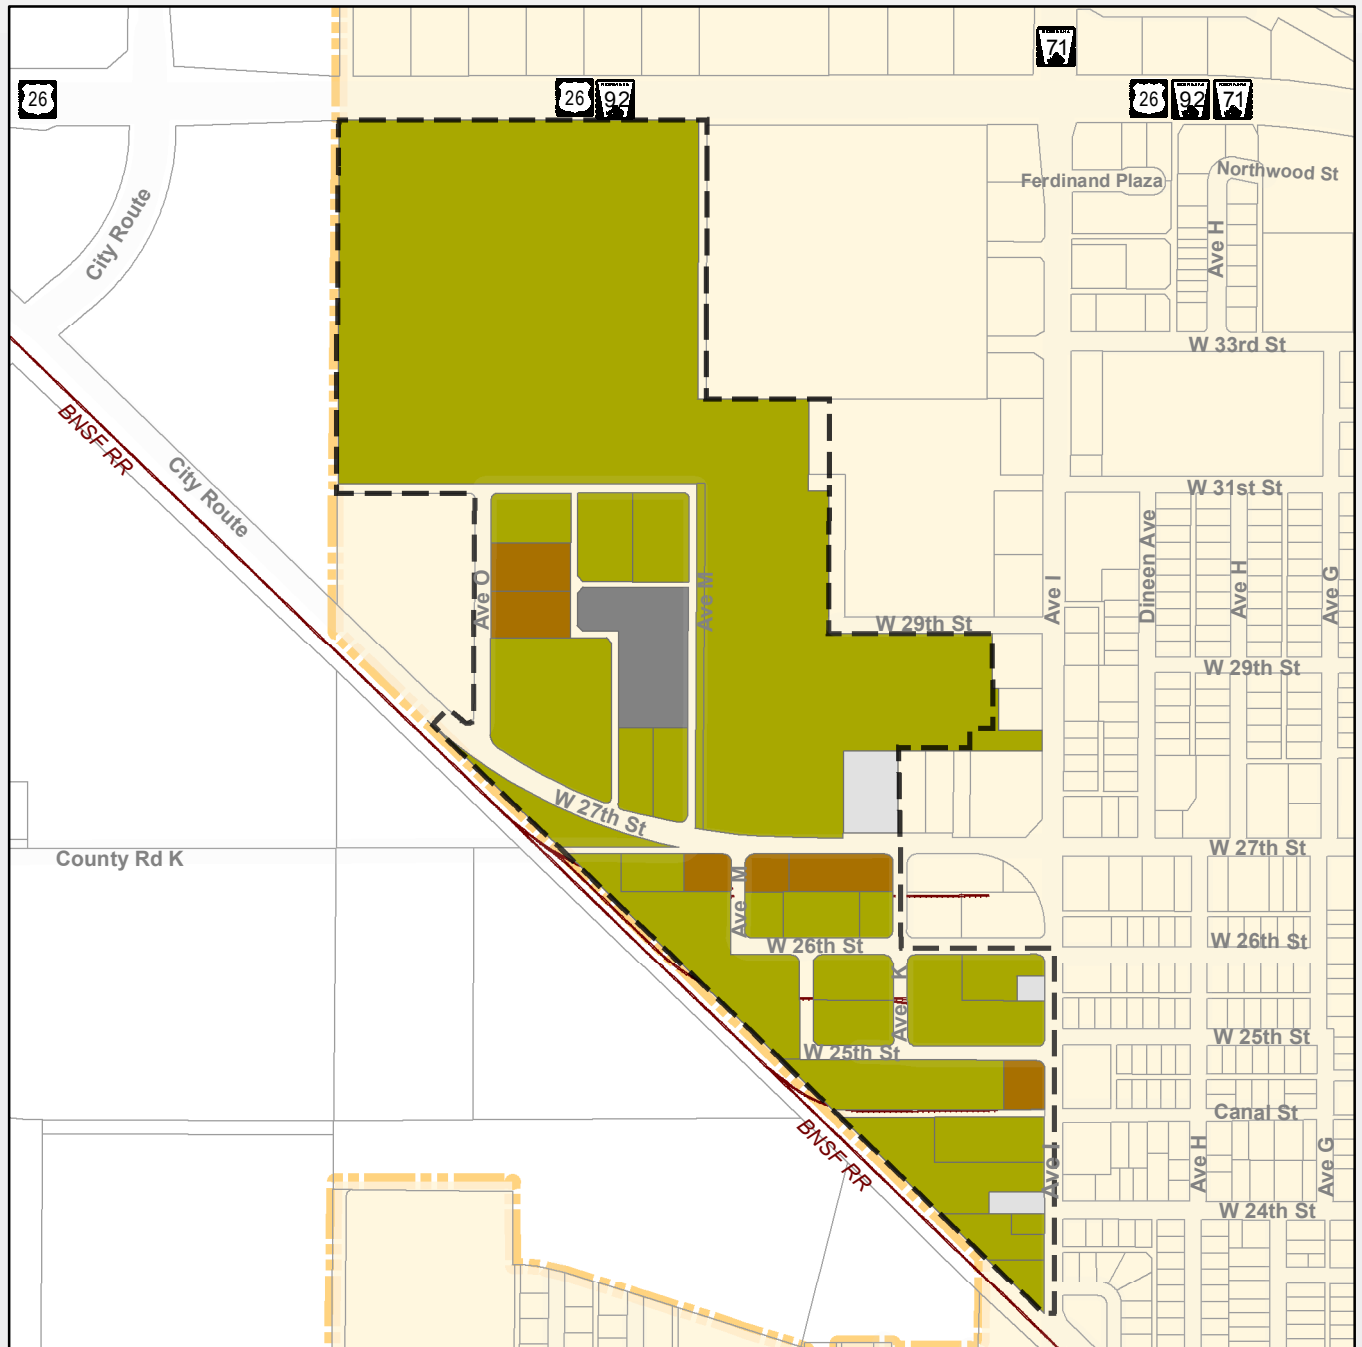 71
26
26
92
26
92
71
Ferdinand Plaza
Northwood St
City Route
Ave H
W 33rd St
BNSF RR
City Route
W 31st St
Dineen Ave
Ave O
Ave M
Ave I
Ave H
Ave G
W 29th St
W 29th St
W 27th St
W 27th St
County Rd K
Ave M
W 26th St
W 26th St
Ave K
W 25th St
W 25th St
Canal St
BNSF RR
Ave I
Ave H
Ave G
W 24th St